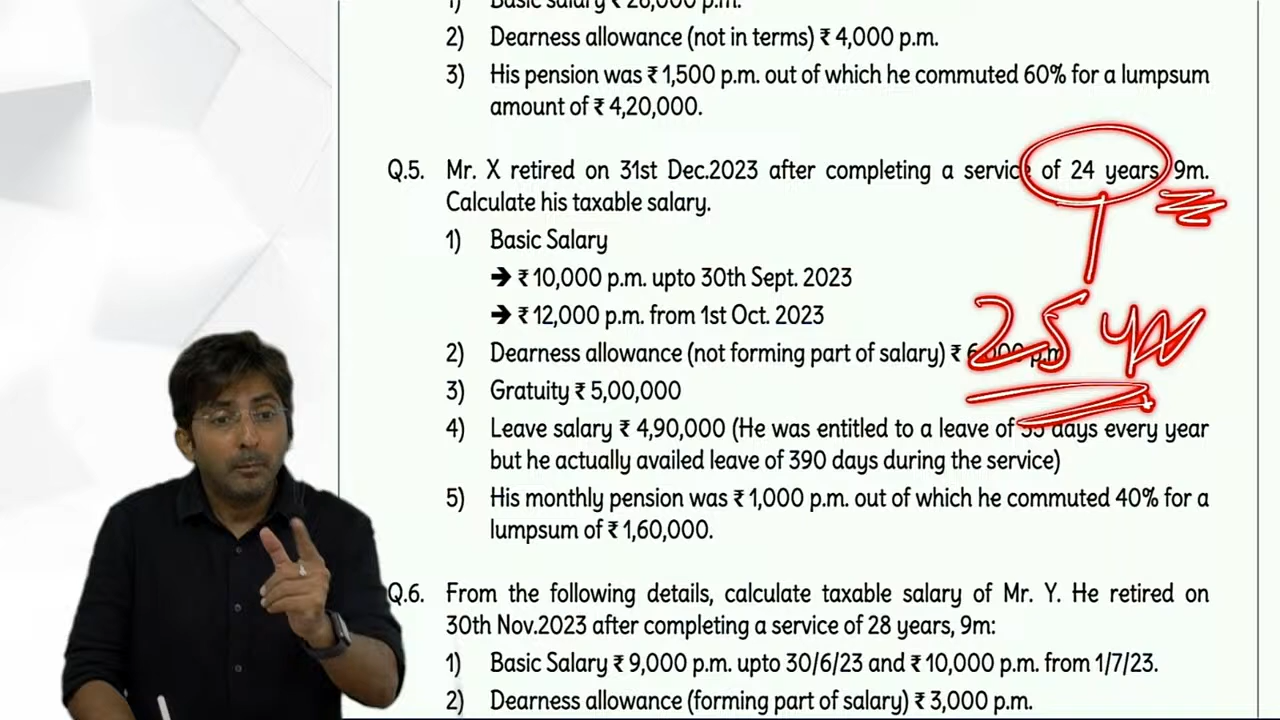 1) Basic salary ₹ 26,000 p.m.
2) Dearness allowance (not in terms) ₹ 4,000 p.m.
3) His pension was ₹ 1,500 p.m. out of which he commuted 60% for a lumpsum
amount of ₹ 4,20,000.
Q.5. Mr. X retired on 31st Dec.2023 after completing a service of 24 years, 9m.
Calculate his taxable salary.
1) Basic Salary
➔ ₹ 10,000 p.m. upto 30th Sept. 2023
➔ ₹ 12,000 p.m. from 1st Oct. 2023
25 yrs
2) Dearness allowance (not forming part of salary) ₹ p.m.
3) Gratuity ₹ 5,00,000
4) Leave salary ₹ 4,90,000 (He was entitled to a leave of days every year
but he actually availed leave of 390 days during the service)
5) His monthly pension was ₹ 1,000 p.m. out of which he commuted 40% for a
lumpsum of ₹ 1,60,000.
Q.6. From the following details, calculate taxable salary of Mr. Y. He retired on
30th Nov.2023 after completing a service of 28 years, 9m:
1) Basic Salary ₹ 9,000 p.m. upto 30/6/23 and ₹ 10,000 p.m. from 1/7/23.
2) Dearness allowance (forming part of salary) ₹ 3,000 p.m.